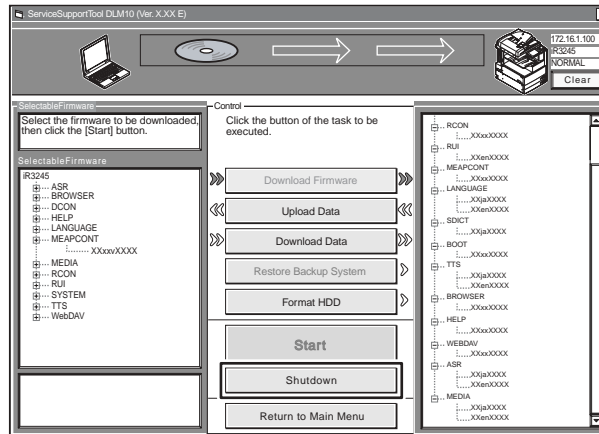 ServiceSupportTool DLM10 (Ver. X.XX E)
172.16.1.100
iR3245
NORMAL
Clear
SelectableFirmware
Select the firmware to be downloaded,
then click the [Start] button.
SelectableFirmware
iR3245
ASR
BROWSER
DCON
HELP
LANGUAGE
MEAPCONT
XXxxvXXXX
MEDIA
RCON
RUI
SYSTEM
TTS
WebDAV
Control
Click the button of the task to be
executed.
Download Firmware
Upload Data
Download Data
Restore Backup System
Format HDD
Start
Shutdown
Return to Main Menu
RCON
XXxxXXXX
RUI
XXenXXXX
MEAPCONT
XXxxXXXX
LANGUAGE
XXjaXXXX
XXenXXXX
SDICT
XXjaXXXX
BOOT
XXxxXXXX
TTS
XXjaXXXX
XXenXXXX
BROWSER
XXxxXXXX
HELP
XXxxXXXX
WEBDAV
XXxxXXXX
ASR
XXjaXXXX
XXenXXXX
MEDIA
XXjaXXXX
XXenXXXX